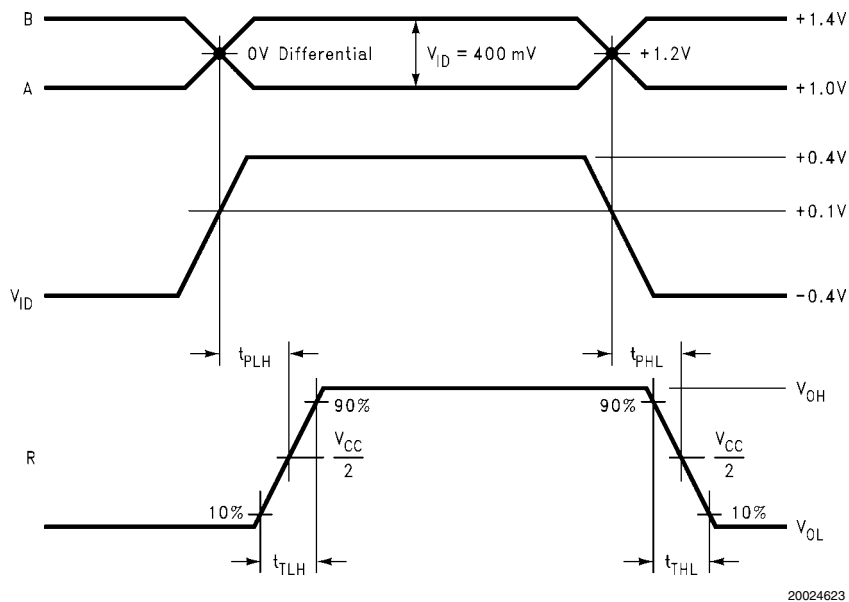 B +1.4V
0V Differential V_ID = 400 mV +1.2V
A +1.0V
+0.4V
+0.1V
V_ID -0.4V
t_PLH t_PHL
90% 90% V_OH
R V_CC/2 V_CC/2
10% 10% V_OL
t_TLH t_THL
20024623